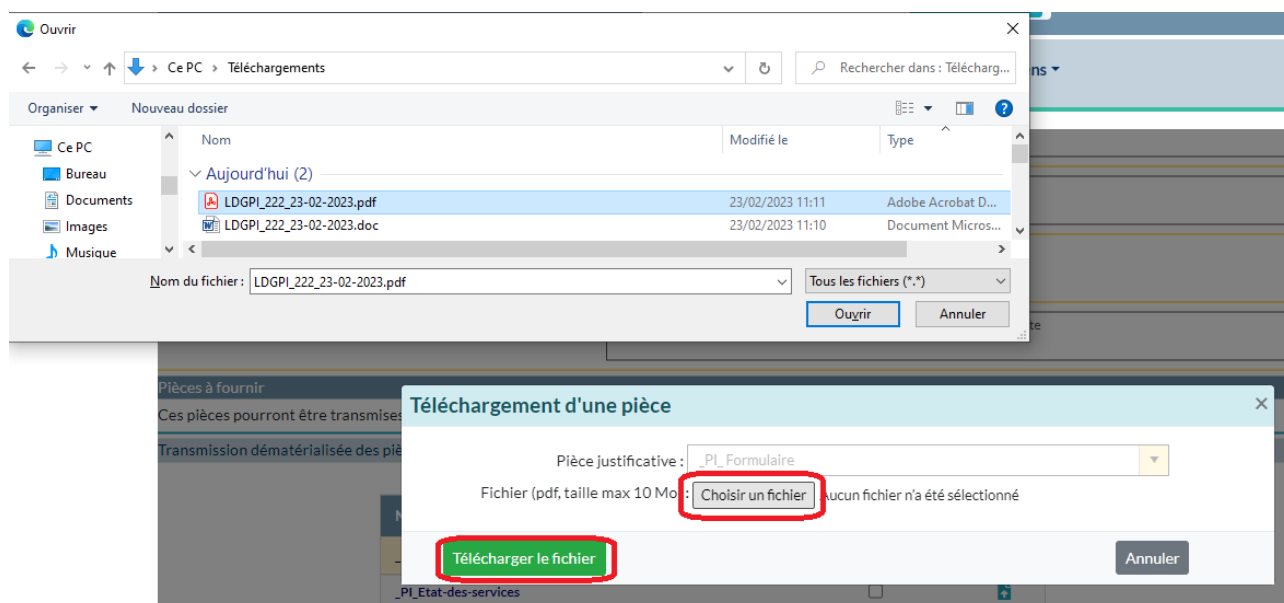 Ouvrir
Ce PC > Téléchargements
Rechercher dans : Télécharg...
ns
Organiser
Nouveau dossier
Ce PC
Bureau
Documents
Images
Musique
Nom
Modifié le
Type
Aujourd'hui (2)
LDGPI_222_23-02-2023.pdf 23/02/2023 11:11 Adobe Acrobat D...
LDGPI_222_23-02-2023.doc 23/02/2023 11:10 Document Micros...
Nom du fichier : LDGPI_222_23-02-2023.pdf
Tous les fichiers (*.*)
Ouvrir
Annuler
te
Pièces à fournir
Ces pièces pourront être transmises
Transmission dématérialisée des piè
Téléchargement d'une pièce
Pièce justificative : _PI_Formulaire
Fichier (pdf, taille max 10 Mo) : Choisir un fichier Aucun fichier n'a été sélectionné
Télécharger le fichier
Annuler
N
_PI_Etat-des-services